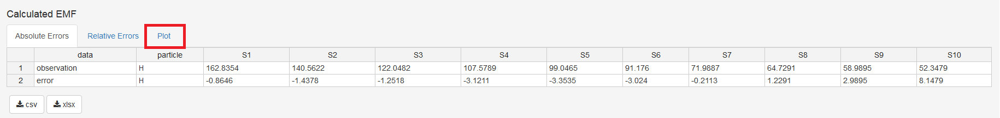 Calculated EMF
Absolute Errors Relative Errors Plot
data particle S1 S2 S3 S4 S5 S6 S7 S8 S9 S10
1 observation H 162.8354 140.5622 122.0482 107.5789 99.0465 91.176 71.9887 64.7291 58.9895 52.3479
2 error H -0.8646 -1.4378 -1.2518 -3.1211 -3.3535 -3.024 -0.2113 1.2291 2.9895 8.1479
csv xlsx